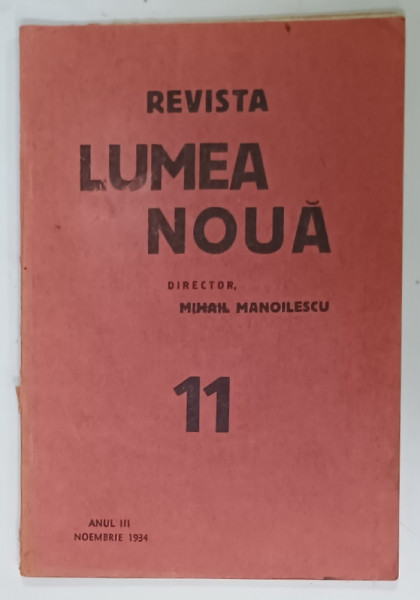 REVISTA
LUMEA
NOUĂ
DIRECTOR,
MIHAIL MANOILESCU
11
ANUL III
NOEMBRIE 1934